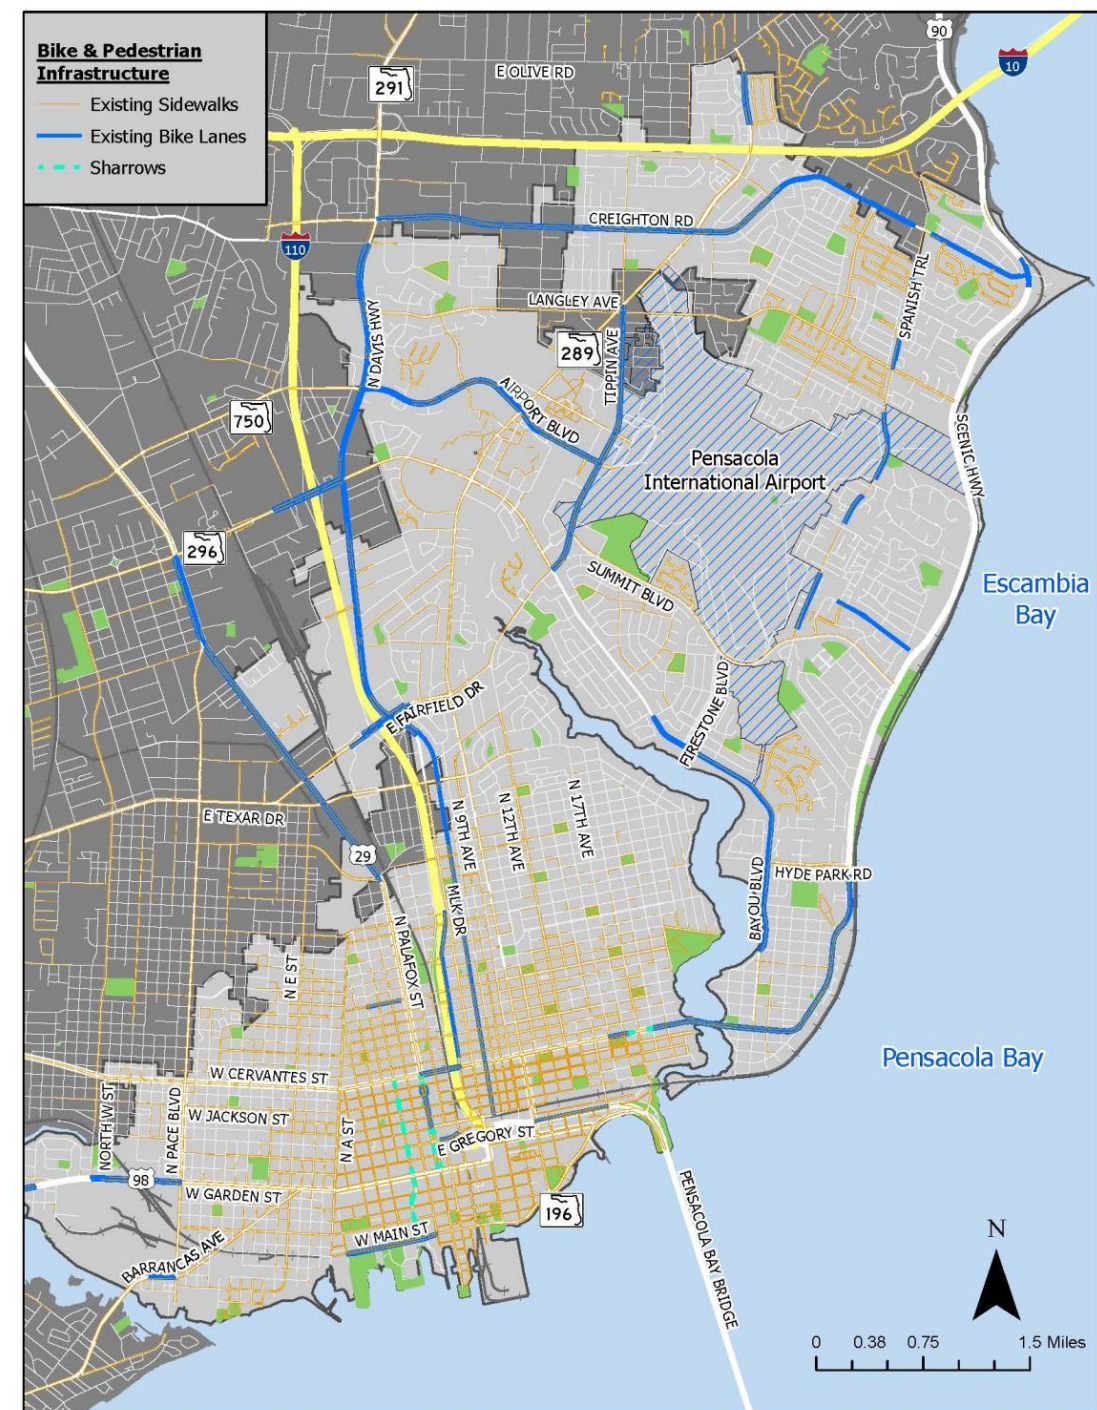 Bike & Pedestrian
Infrastructure
Existing Sidewalks
Existing Bike Lanes
Sharrows
90
10
E OLIVE RD
291
110
CREIGHTON RD
SPANISH TRL
LANGLEY AVE
N DAVIS HWY
289
TIPPIN AVE
AIRPORT BLVD
750
SCENIC HWY
Pensacola
International Airport
296
SUMMIT BLVD
Escambia
Bay
E FAIRFIELD DR
FIRESTONE BLVD
E TEXAR DR
N 9TH AVE
N 12TH AVE
N 17TH AVE
29
HYDE PARK RD
BAYOU BLVD
MLK DR
N PALAFOX ST
N E ST
W CERVANTES ST
Pensacola Bay
NORTH W ST
N PACE BLVD
W JACKSON ST
N A ST
E GREGORY ST
98
W GARDEN ST
196
W MAIN ST
BARRANCAS AVE
PENSACOLA BAY BRIDGE
N
0 0.38 0.75 1.5 Miles